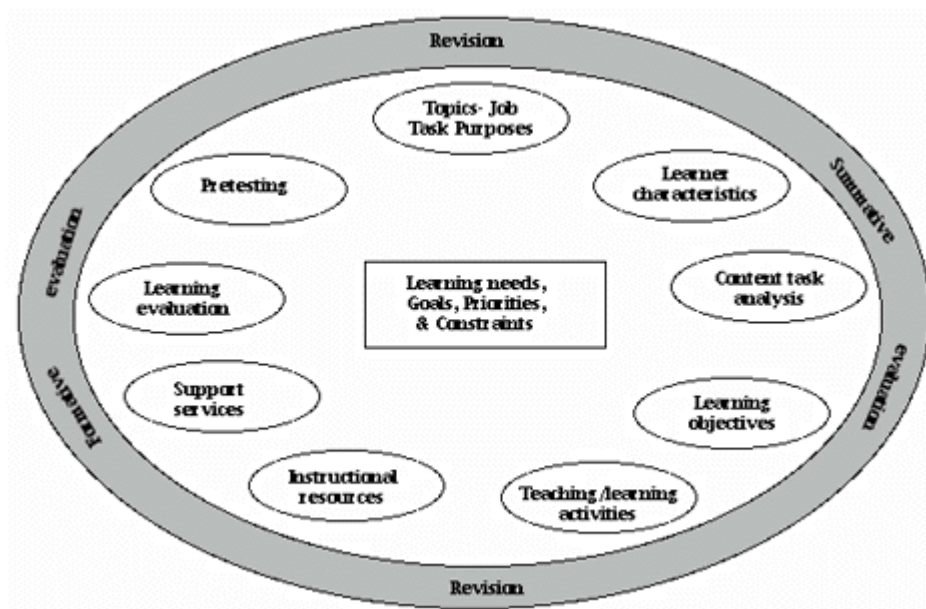 Revision
Topics- Job
Task Purposes
Pretesting
Learner
characteristics
Summative
evaluation
Learning needs,
Goals, Priorities,
& Constraints
Content task
analysis
Learning
evaluation
Support
services
Learning
objectives
Formative
evaluation
Instructional
resources
Teaching/learning
activities
Revision